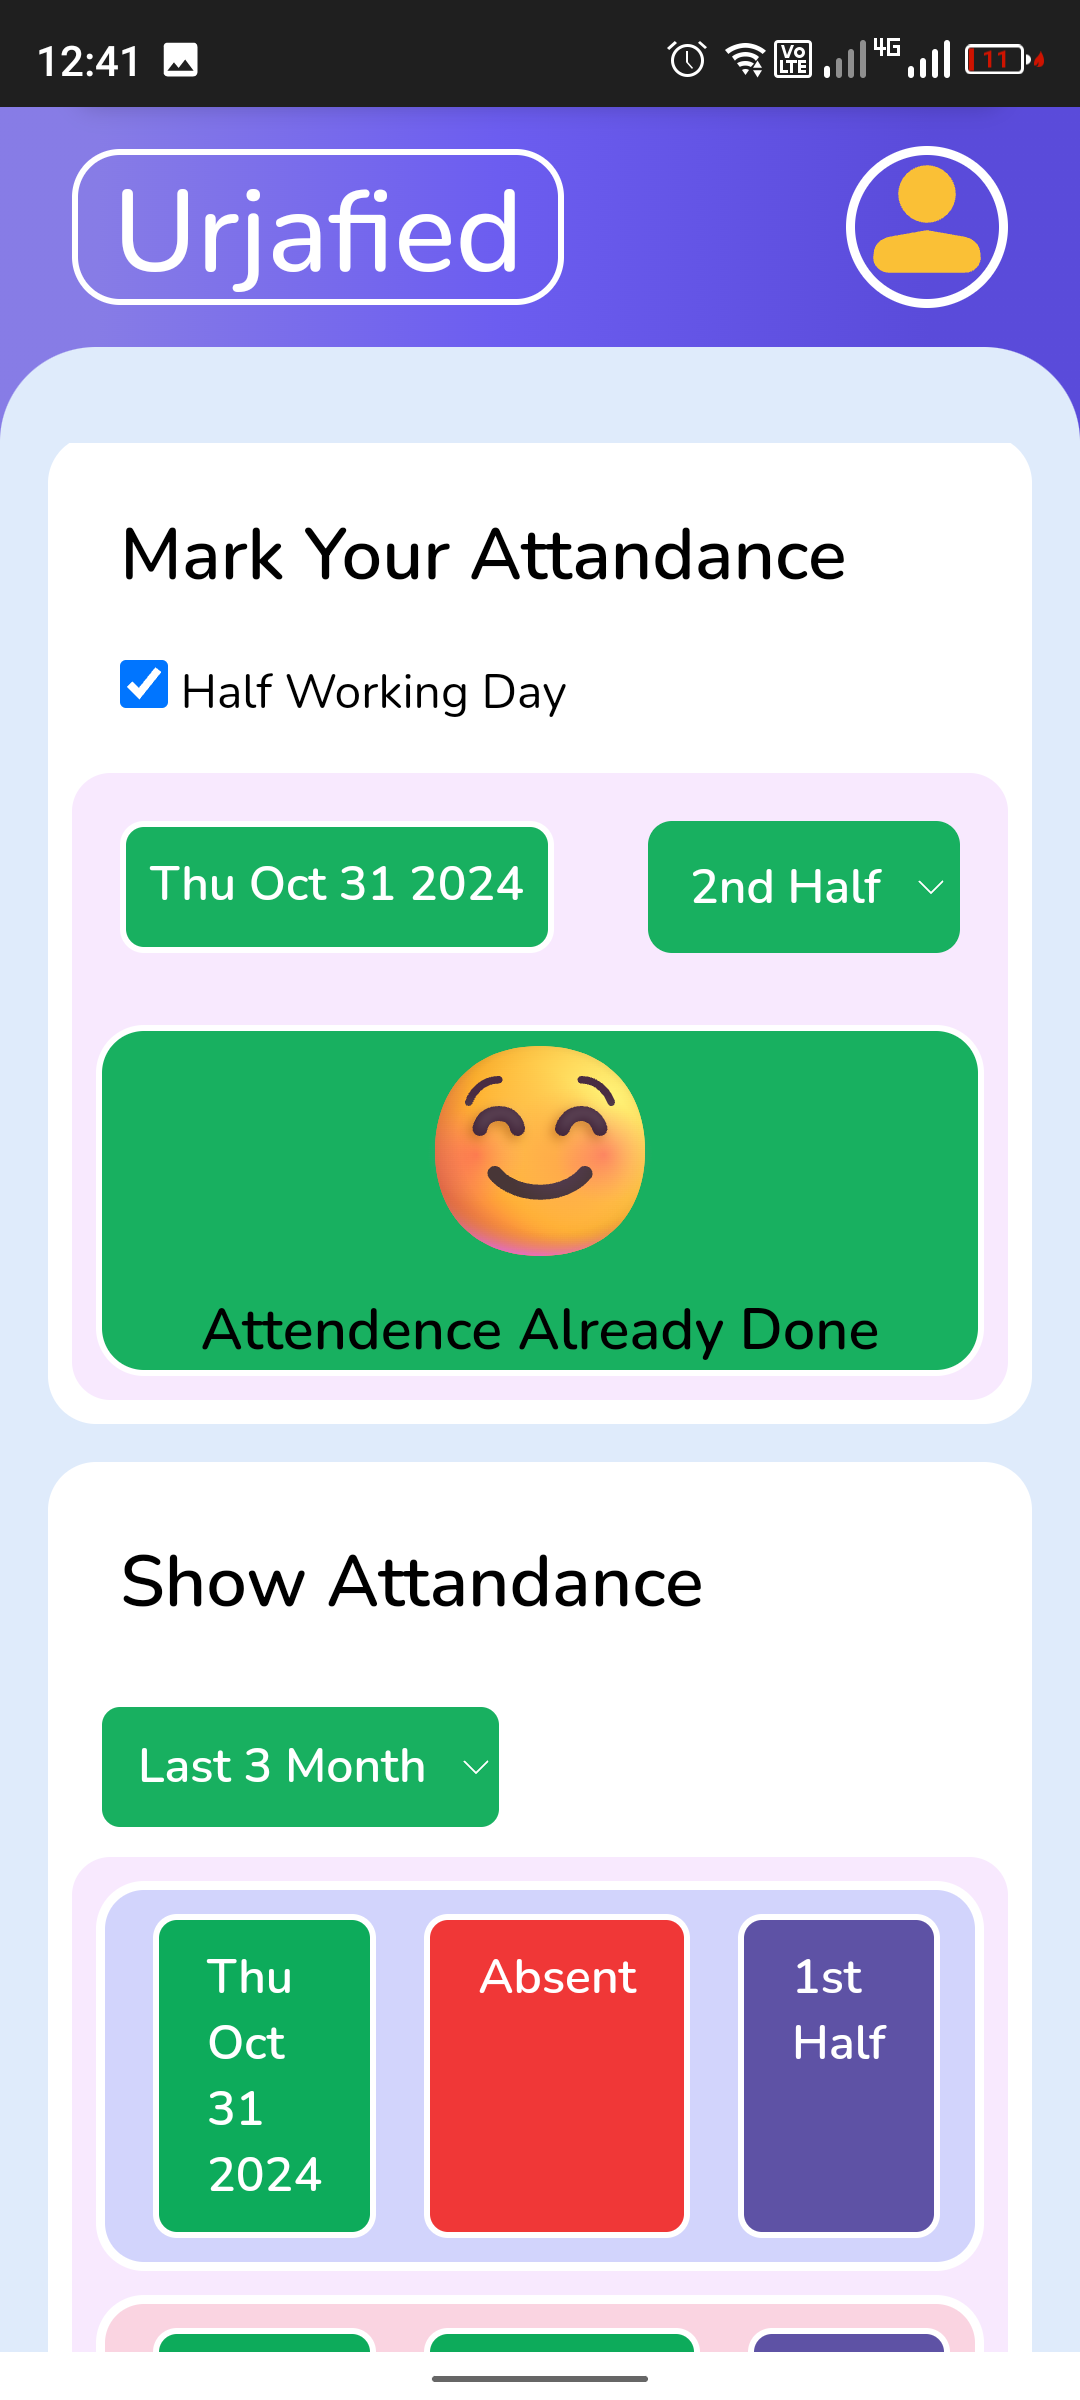 12:41
Vo LTE 4G 11
Urjafied
Mark Your Attandance
Half Working Day
Thu Oct 31 2024
2nd Half
Attendence Already Done
Show Attandance
Last 3 Month
Thu
Oct
31
2024
Absent
1st
Half